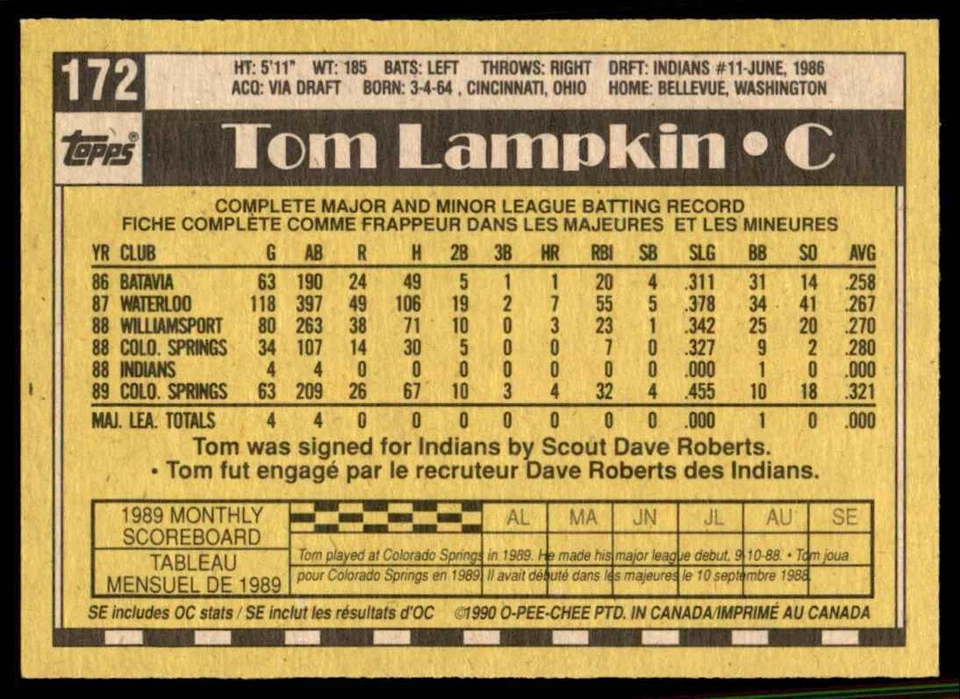 172
HT: 5'11" WT: 185 BATS: LEFT THROWS: RIGHT DRFT: INDIANS #11-JUNE, 1986
ACQ: VIA DRAFT BORN: 3-4-64 , CINCINNATI, OHIO HOME: BELLEVUE, WASHINGTON
topps®
Tom Lampkin • C
COMPLETE MAJOR AND MINOR LEAGUE BATTING RECORD
FICHE COMPLÈTE COMME FRAPPEUR DANS LES MAJEURES ET LES MINEURES
YR CLUB G AB R H 2B 3B HR RBI SB SLG BB SO AVG
86 BATAVIA 63 190 24 49 5 1 1 20 4 .311 31 14 .258
87 WATERLOO 118 397 49 106 19 2 7 55 5 .378 34 41 .267
88 WILLIAMSPORT 80 263 38 71 10 0 3 23 1 .342 25 20 .270
88 COLO. SPRINGS 34 107 14 30 5 0 0 7 0 .327 9 2 .280
88 INDIANS 4 4 0 0 0 0 0 0 0 .000 1 0 .000
89 COLO. SPRINGS 63 209 26 67 10 3 4 32 4 .455 10 18 .321
MAJ. LEA. TOTALS 4 4 0 0 0 0 0 0 0 .000 1 0 .000
Tom was signed for Indians by Scout Dave Roberts.
• Tom fut engagé par le recruteur Dave Roberts des Indians.
1989 MONTHLY
SCOREBOARD
TABLEAU
MENSUEL DE 1989
AL MA JN JL AU SE
Tom played at Colorado Springs in 1989. He made his major league debut, 9-10-88. • Tom joua
pour Colorado Springs en 1989. Il avait débuté dans les majeures le 10 septembre 1988.
SE includes OC stats / SE inclut les résultats d'OC ©1990 O-PEE-CHEE PTD. IN CANADA/IMPRIMÉ AU CANADA